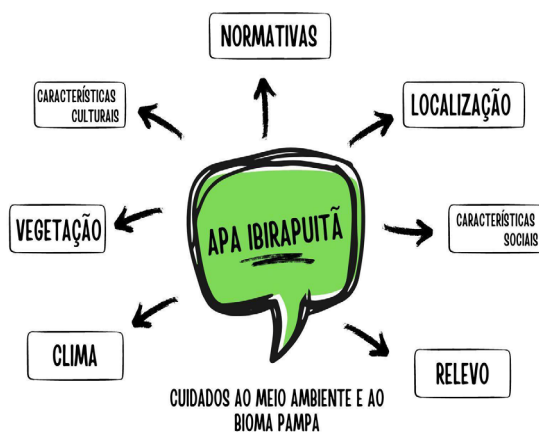 NORMATIVAS
CARACTERÍSTICAS
CULTURAIS
LOCALIZAÇÃO
APA IBIRAPUITÃ
VEGETAÇÃO
CARACTERÍSTICAS
SOCIAIS
CLIMA
RELEVO
CUIDADOS AO MEIO AMBIENTE E AO
BIOMA PAMPA